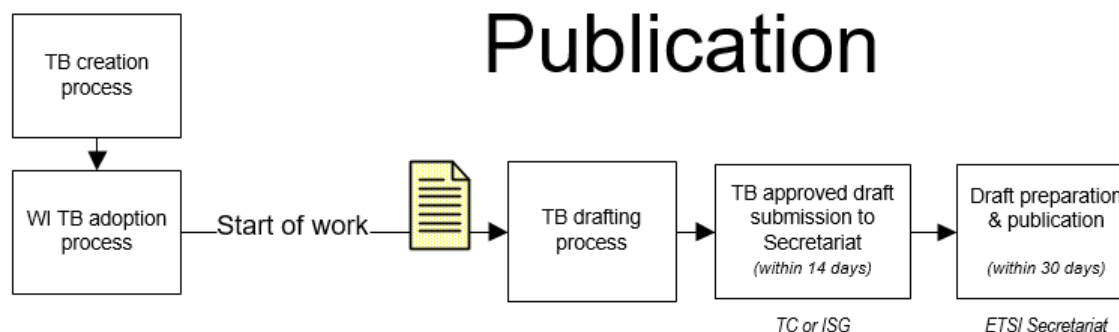 Publication
TB creation
process
WI TB adoption
process
Start of work
TB drafting
process
TB approved draft
submission to
Secretariat
(within 14 days)
TC or ISG
Draft preparation
& publication
(within 30 days)
ETSI Secretariat